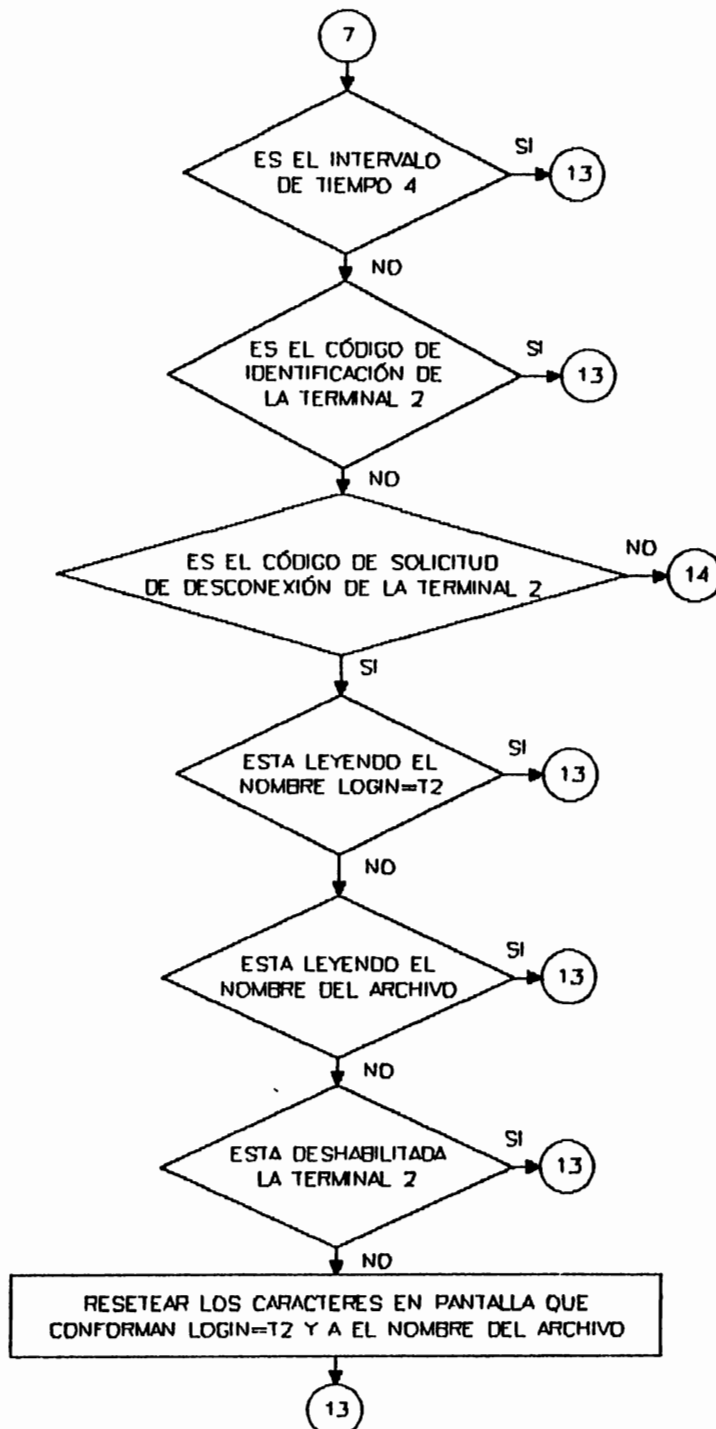 7
ES EL INTERVALO
DE TIEMPO 4
SI
13
NO
ES EL CÓDIGO DE
IDENTIFICACIÓN DE
LA TERMINAL 2
SI
13
NO
ES EL CÓDIGO DE SOLICITUD
DE DESCONEXIÓN DE LA TERMINAL 2
NO
14
SI
ESTA LEYENDO EL
NOMBRE LOGIN=T2
SI
13
NO
ESTA LEYENDO EL
NOMBRE DEL ARCHIVO
SI
13
NO
ESTA DESHABILITADA
LA TERMINAL 2
SI
13
NO
RESETEAR LOS CARACTERES EN PANTALLA QUE
CONFORMAN LOGIN=T2 Y A EL NOMBRE DEL ARCHIVO
13